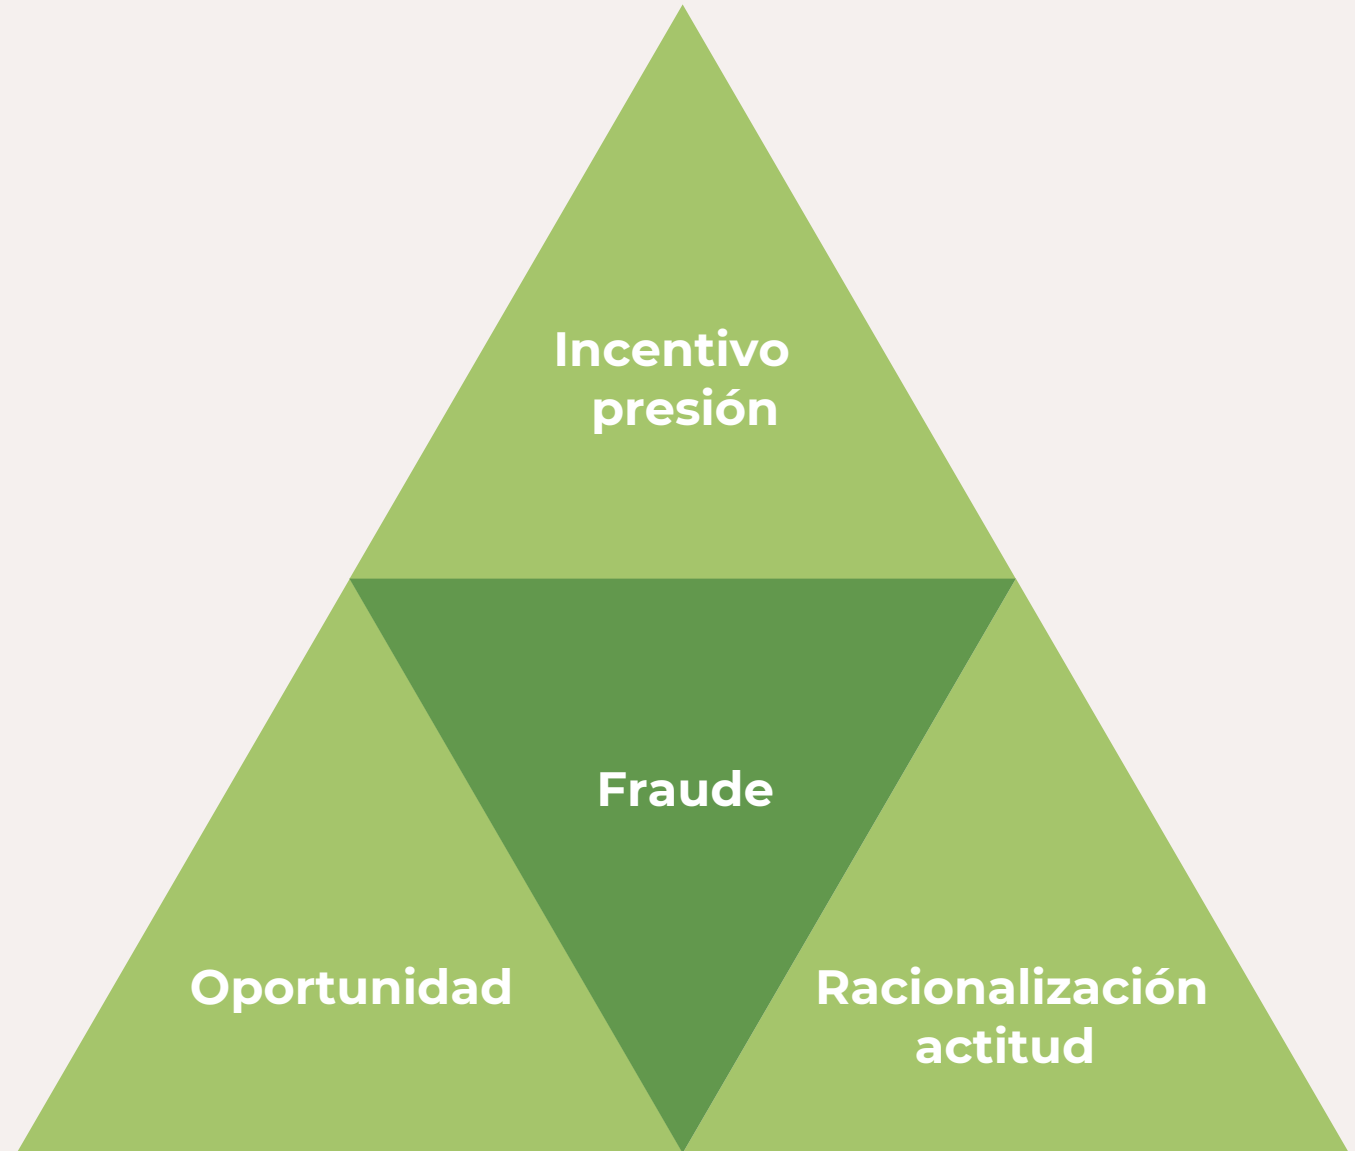 Incentivo
presión
Fraude
Oportunidad
Racionalización
actitud